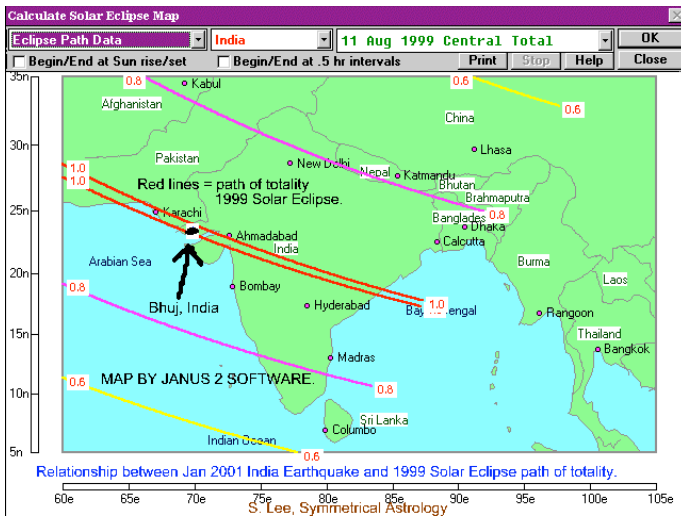 Calculate Solar Eclipse Map
Eclipse Path Data
India
11 Aug 1999 Central Total
OK
Begin/End at Sun rise/set
Begin/End at .5 hr intervals
Print
Stop
Help
Close
35n
0.8
Kabul
0.6
Afghanistan
0.6
China
30n
Lhasa
Pakistan
New Delhi
Nepal
Katmandu
1.0
1.0
Red lines = path of totality
1999 Solar Eclipse.
Bhutan
Brahmaputra
25n
Karachi
0.8
Banglades
Dhaka
Ahmadabad
India
Calcutta
Arabian Sea
Burma
20n
Laos
0.8
Bombay
Bhuj, India
Hyderabad
1.0
Bay of Bengal
Rangoon
15n
Thailand
Bangkok
Madras
MAP BY JANUS 2 SOFTWARE.
0.6
0.8
10n
Sri Lanka
Columbo
Indian Ocean
5n
0.6
Relationship between Jan 2001 India Earthquake and 1999 Solar Eclipse path of totality.
60e 65e 70e 75e 80e 85e 90e 95e 100e 105e
S. Lee, Symmetrical Astrology